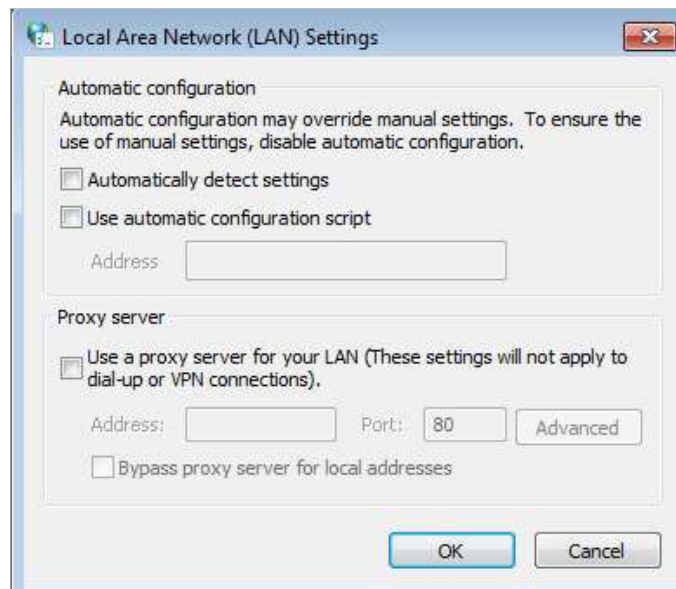 Local Area Network (LAN) Settings
Automatic configuration
Automatic configuration may override manual settings. To ensure the
use of manual settings, disable automatic configuration.
Automatically detect settings
Use automatic configuration script
Address
Proxy server
Use a proxy server for your LAN (These settings will not apply to
dial-up or VPN connections).
Address: Port: 80 Advanced
Bypass proxy server for local addresses
OK Cancel